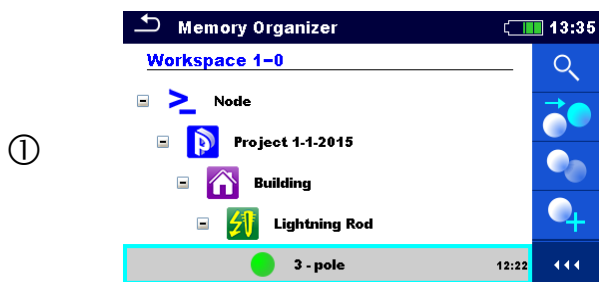 Memory Organizer 13:35
Workspace 1-0
Node
Project 1-1-2015
①
Building
Lightning Rod
3 - pole 12:22